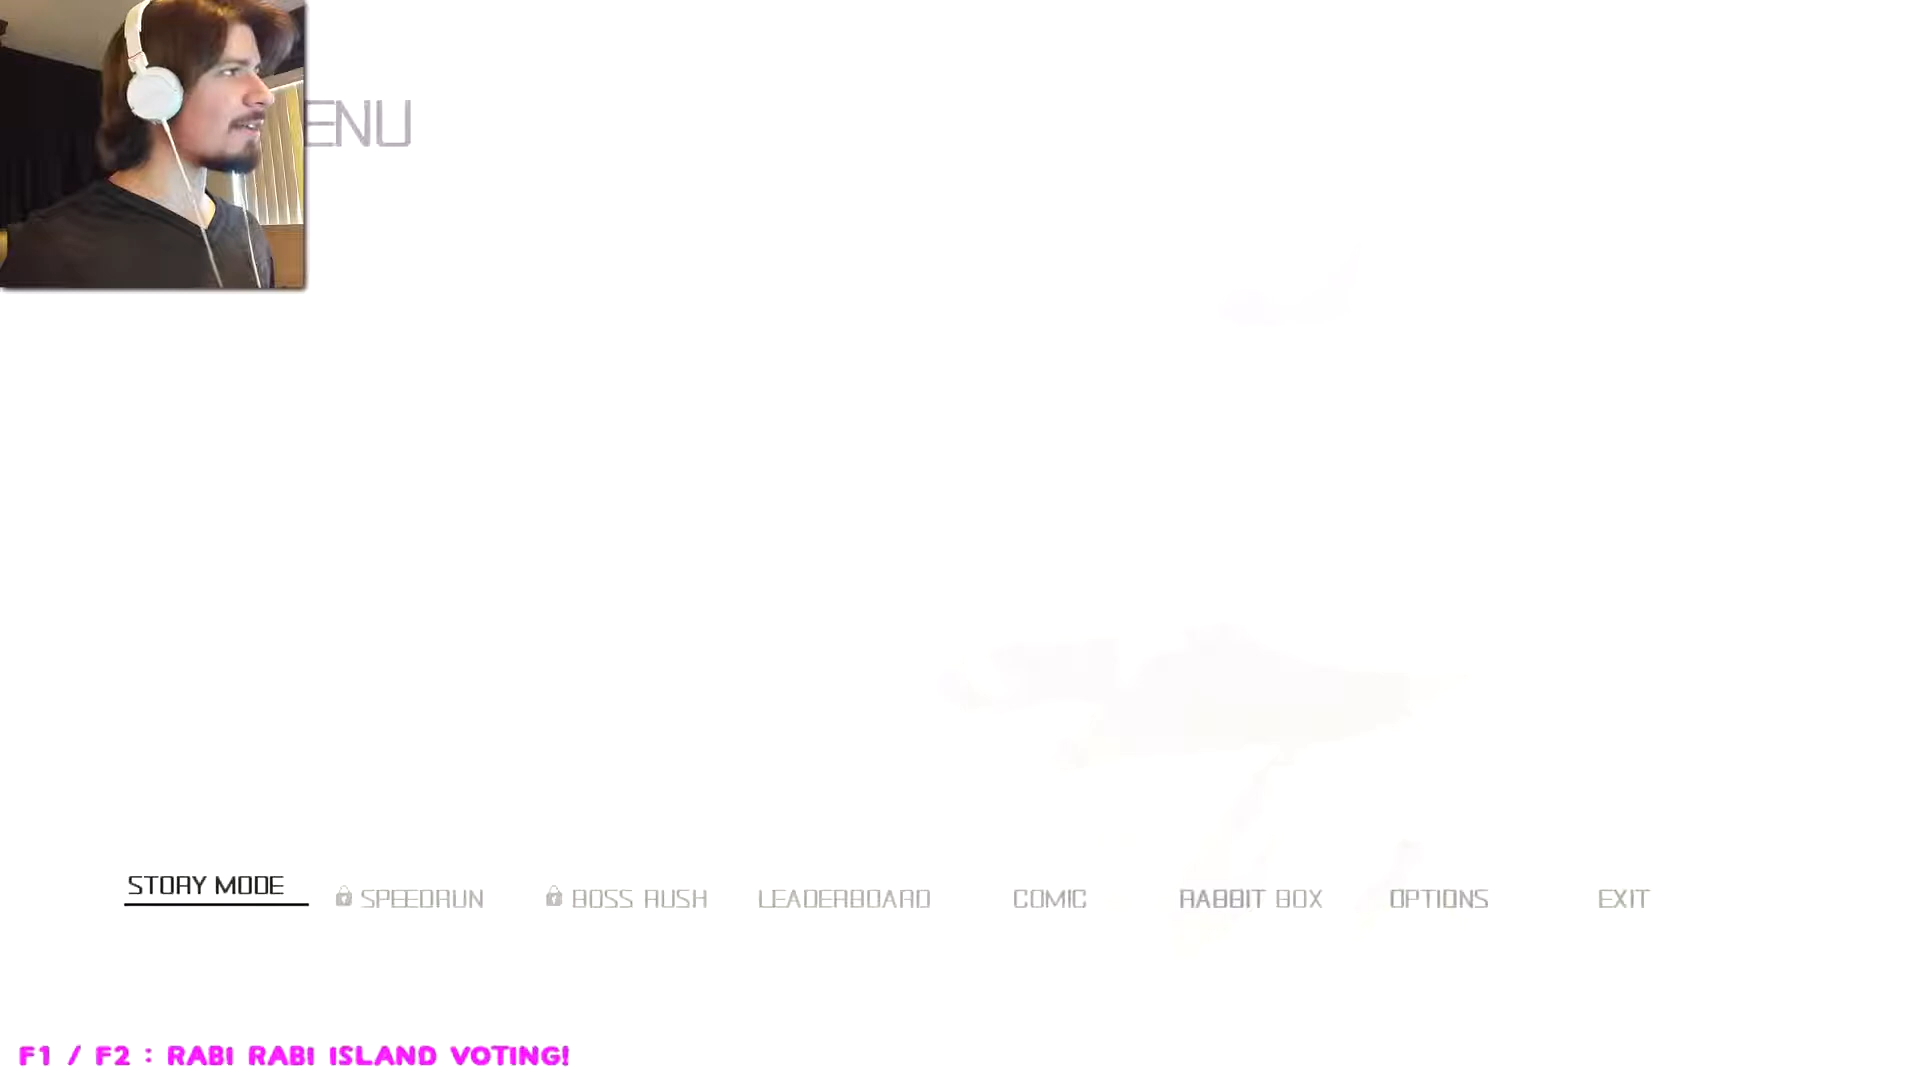 ENU
STORY MODE
SPEEDRUN
BOSS RUSH
LEADERBOARD
COMIC
RABBIT BOX
OPTIONS
EXIT
F1 / F2 : RABI RABI ISLAND VOTING!